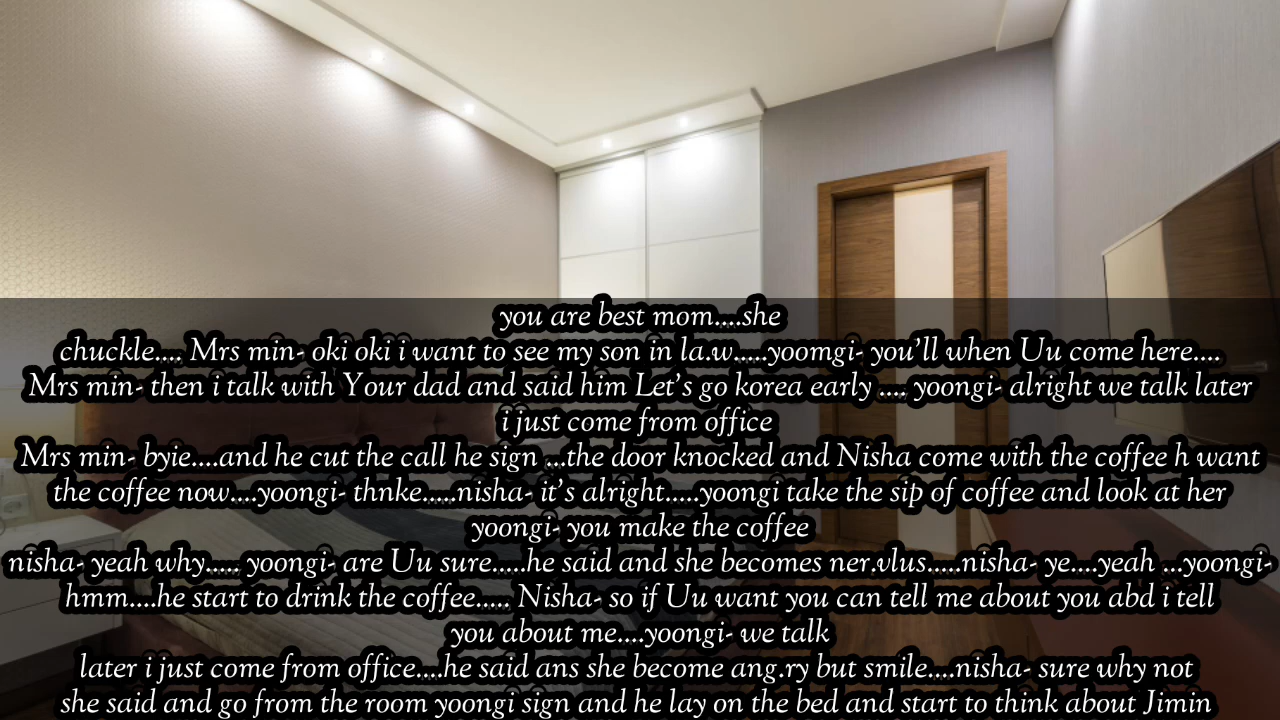 you are best mom....she
chuckle.... Mrs min- oki oki i want to see my son in la.w.....yoomgi- you'll when Uu come here....
Mrs min- then i talk with Your dad and said him Let's go korea early .... yoongi- alright we talk later
i just come from office
Mrs min- byie....and he cut the call he sign ...the door knocked and Nisha come with the coffee h want
the coffee now....yoongi- thnke.....nisha- it's alright.....yoongi take the sip of coffee and look at her
yoongi- you make the coffee
nisha- yeah why..... yoongi- are Uu sure.....he said and she becomes ner.vlus.....nisha- ye....yeah ...yoongi-
hmm....he start to drink the coffee..... Nisha- so if Uu want you can tell me about you abd i tell
you about me....yoongi- we talk
later i just come from office....he said ans she become ang.ry but smile....nisha- sure why not
she said and go from the room yoongi sign and he lay on the bed and start to think about Jimin